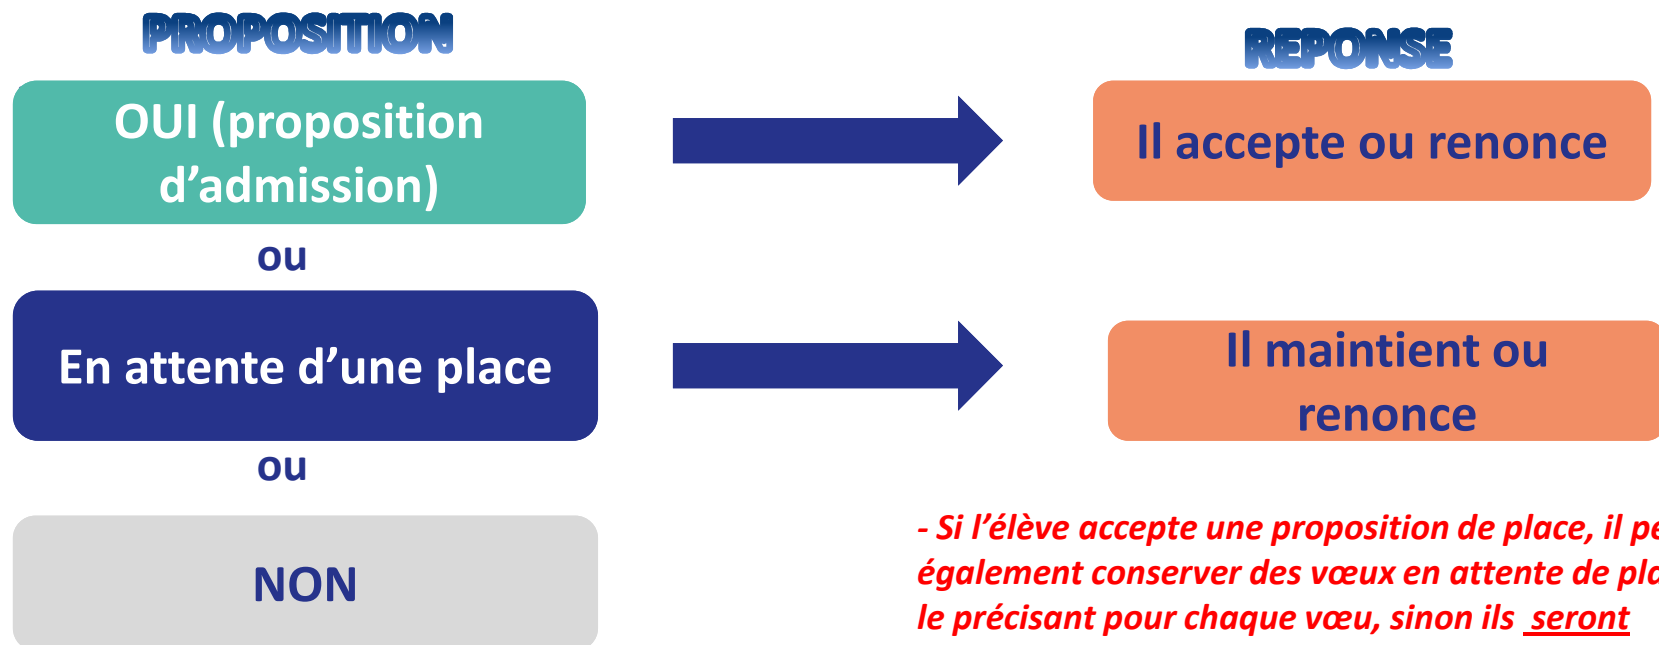 PROPOSITION
REPONSE
OUI (proposition
d’admission)
Il accepte ou renonce
ou
En attente d’une place
Il maintient ou
renonce
ou
NON
- Si l’élève accepte une proposition de place, il
également conserver des vœux en attente de
le précisant pour chaque vœu, sinon ils seront